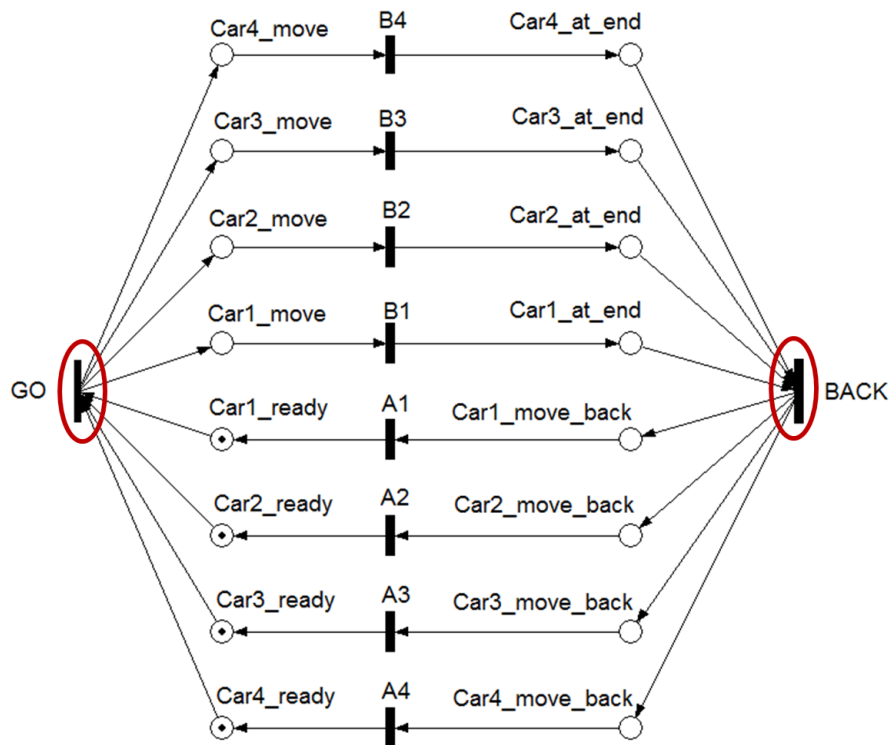 Car4_move B4 Car4_at_end
Car3_move B3 Car3_at_end
Car2_move B2 Car2_at_end
Car1_move B1 Car1_at_end
GO BACK
Car1_ready A1 Car1_move_back
Car2_ready A2 Car2_move_back
Car3_ready A3 Car3_move_back
Car4_ready A4 Car4_move_back